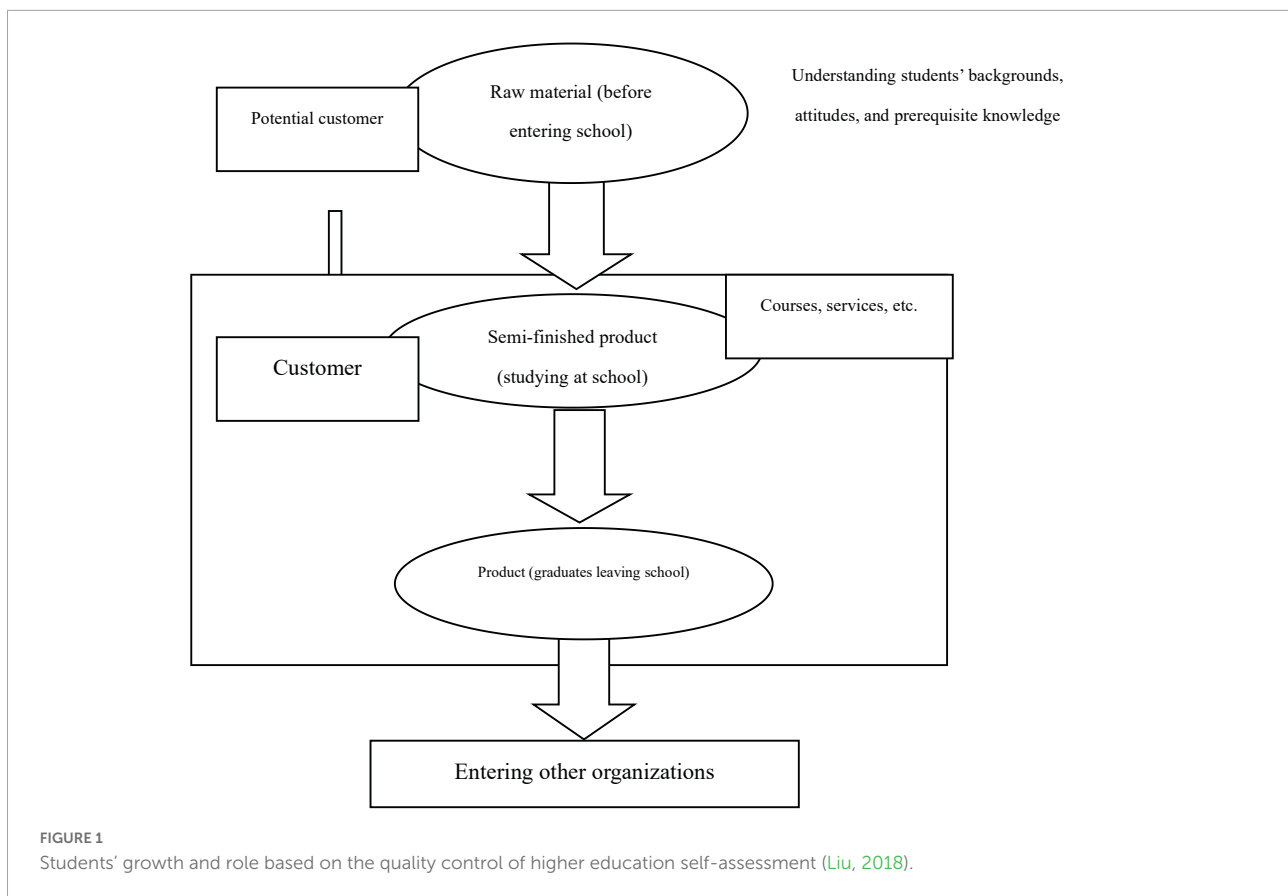 Potential customer
Raw material (before
entering school)
Understanding students’ backgrounds,
attitudes, and prerequisite knowledge
Courses, services, etc.
Customer
Semi-finished product
(studying at school)
Product (graduates leaving school)
Entering other organizations
FIGURE 1
Students’ growth and role based on the quality control of higher education self-assessment (Liu, 2018).